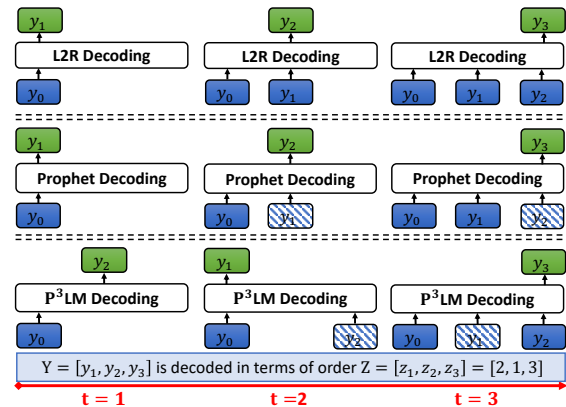 y₁ y₂ y₃
L2R Decoding L2R Decoding L2R Decoding
y₀ y₀ y₁ y₀ y₁ y₂
y₁ y₂ y₃
Prophet Decoding Prophet Decoding Prophet Decoding
y₀ y₀ y₁ y₀ y₁ y₂
y₂ y₁ y₃
P³LM Decoding P³LM Decoding P³LM Decoding
y₀ y₀ y₂ y₀ y₁ y₂
Y = [y₁, y₂, y₃] is decoded in terms of order Z = [z₁, z₂, z₃] = [2, 1, 3]
t = 1 t =2 t = 3